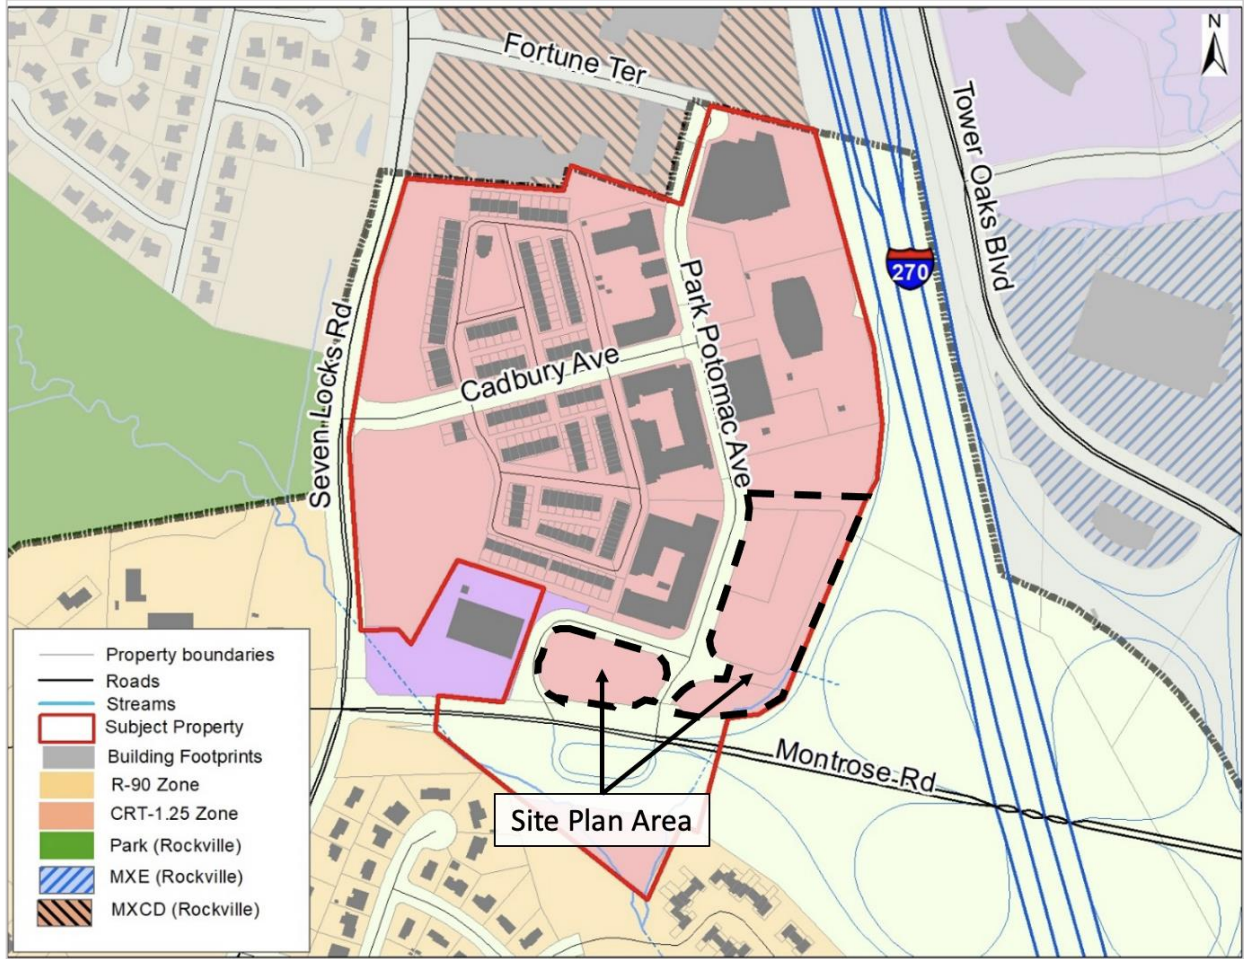 N
Fortune Ter
Tower Oaks Blvd
270
Park Potomac Ave
Seven Locks Rd
Cadbury Ave
Montrose Rd
Site Plan Area
Property boundaries
Roads
Streams
Subject Property
Building Footprints
R-90 Zone
CRT-1.25 Zone
Park (Rockville)
MXE (Rockville)
MXCD (Rockville)